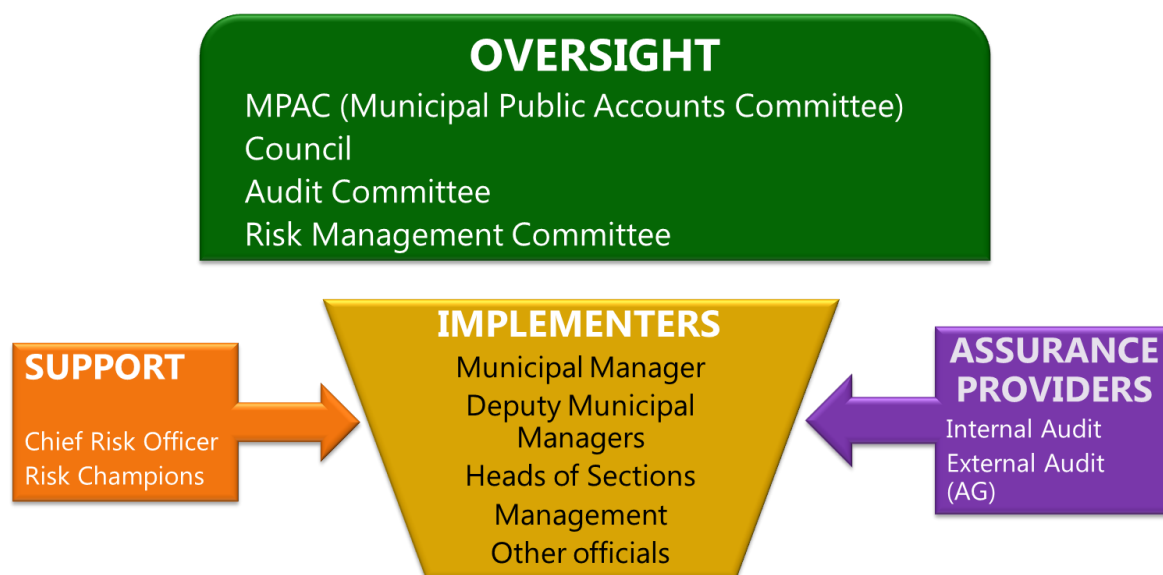 OVERSIGHT
MPAC (Municipal Public Accounts Committee)
Council
Audit Committee
Risk Management Committee
SUPPORT
Chief Risk Officer
Risk Champions
IMPLEMENTERS
Municipal Manager
Deputy Municipal
Managers
Heads of Sections
Management
Other officials
ASSURANCE
PROVIDERS
Internal Audit
External Audit
(AG)